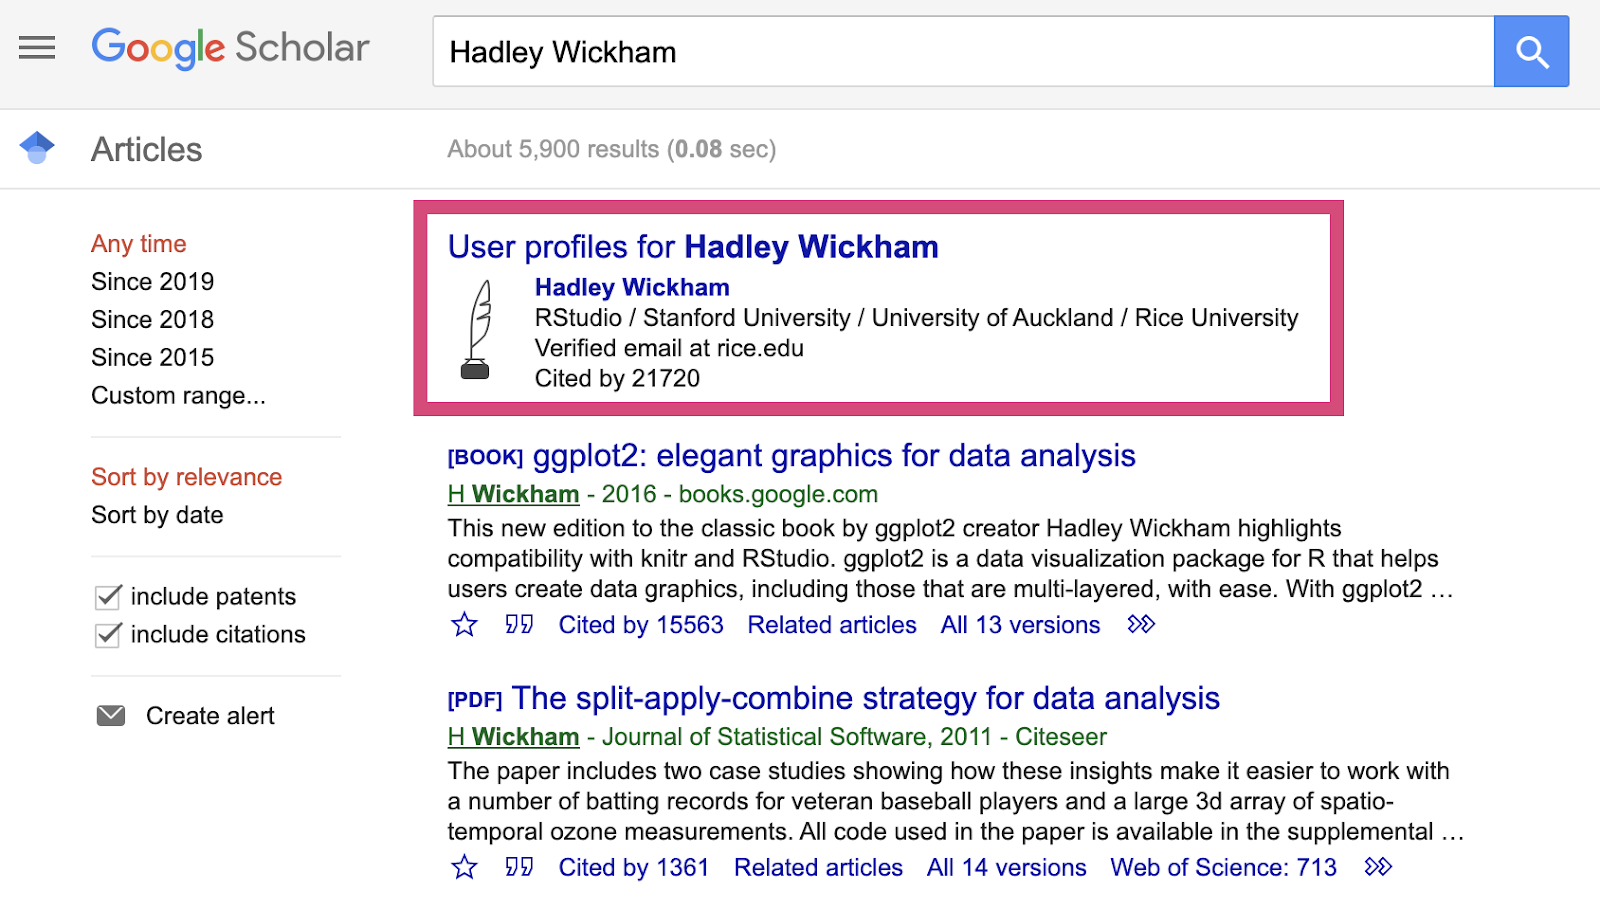 Google Scholar
Hadley Wickham
Articles
About 5,900 results (0.08 sec)
Any time
Since 2019
Since 2018
Since 2015
Custom range...
Sort by relevance
Sort by date
include patents
include citations
Create alert
User profiles for Hadley Wickham
Hadley Wickham
RStudio / Stanford University / University of Auckland / Rice University
Verified email at rice.edu
Cited by 21720
[BOOK] ggplot2: elegant graphics for data analysis
H Wickham - 2016 - books.google.com
This new edition to the classic book by ggplot2 creator Hadley Wickham highlights
compatibility with knitr and RStudio. ggplot2 is a data visualization package for R that helps
users create data graphics, including those that are multi-layered, with ease. With ggplot2 …
Cited by 15563 Related articles All 13 versions
[PDF] The split-apply-combine strategy for data analysis
H Wickham - Journal of Statistical Software, 2011 - Citeseer
The paper includes two case studies showing how these insights make it easier to work with
a number of batting records for veteran baseball players and a large 3d array of spatio-
temporal ozone measurements. All code used in the paper is available in the supplemental …
Cited by 1361 Related articles All 14 versions Web of Science: 713